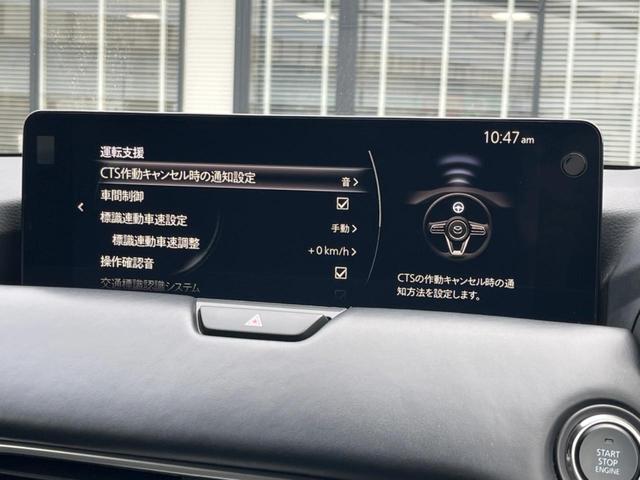 10:47 am
運転支援
CTS作動キャンセル時の通知設定 音 >
車間制御
標識連動車速設定 手動 >
標識連動車速調整 +0km/h >
操作確認音
交通標識認識システム
CTSの作動キャンセル時の通
知方法を設定します。
START
STOP
ENGINE